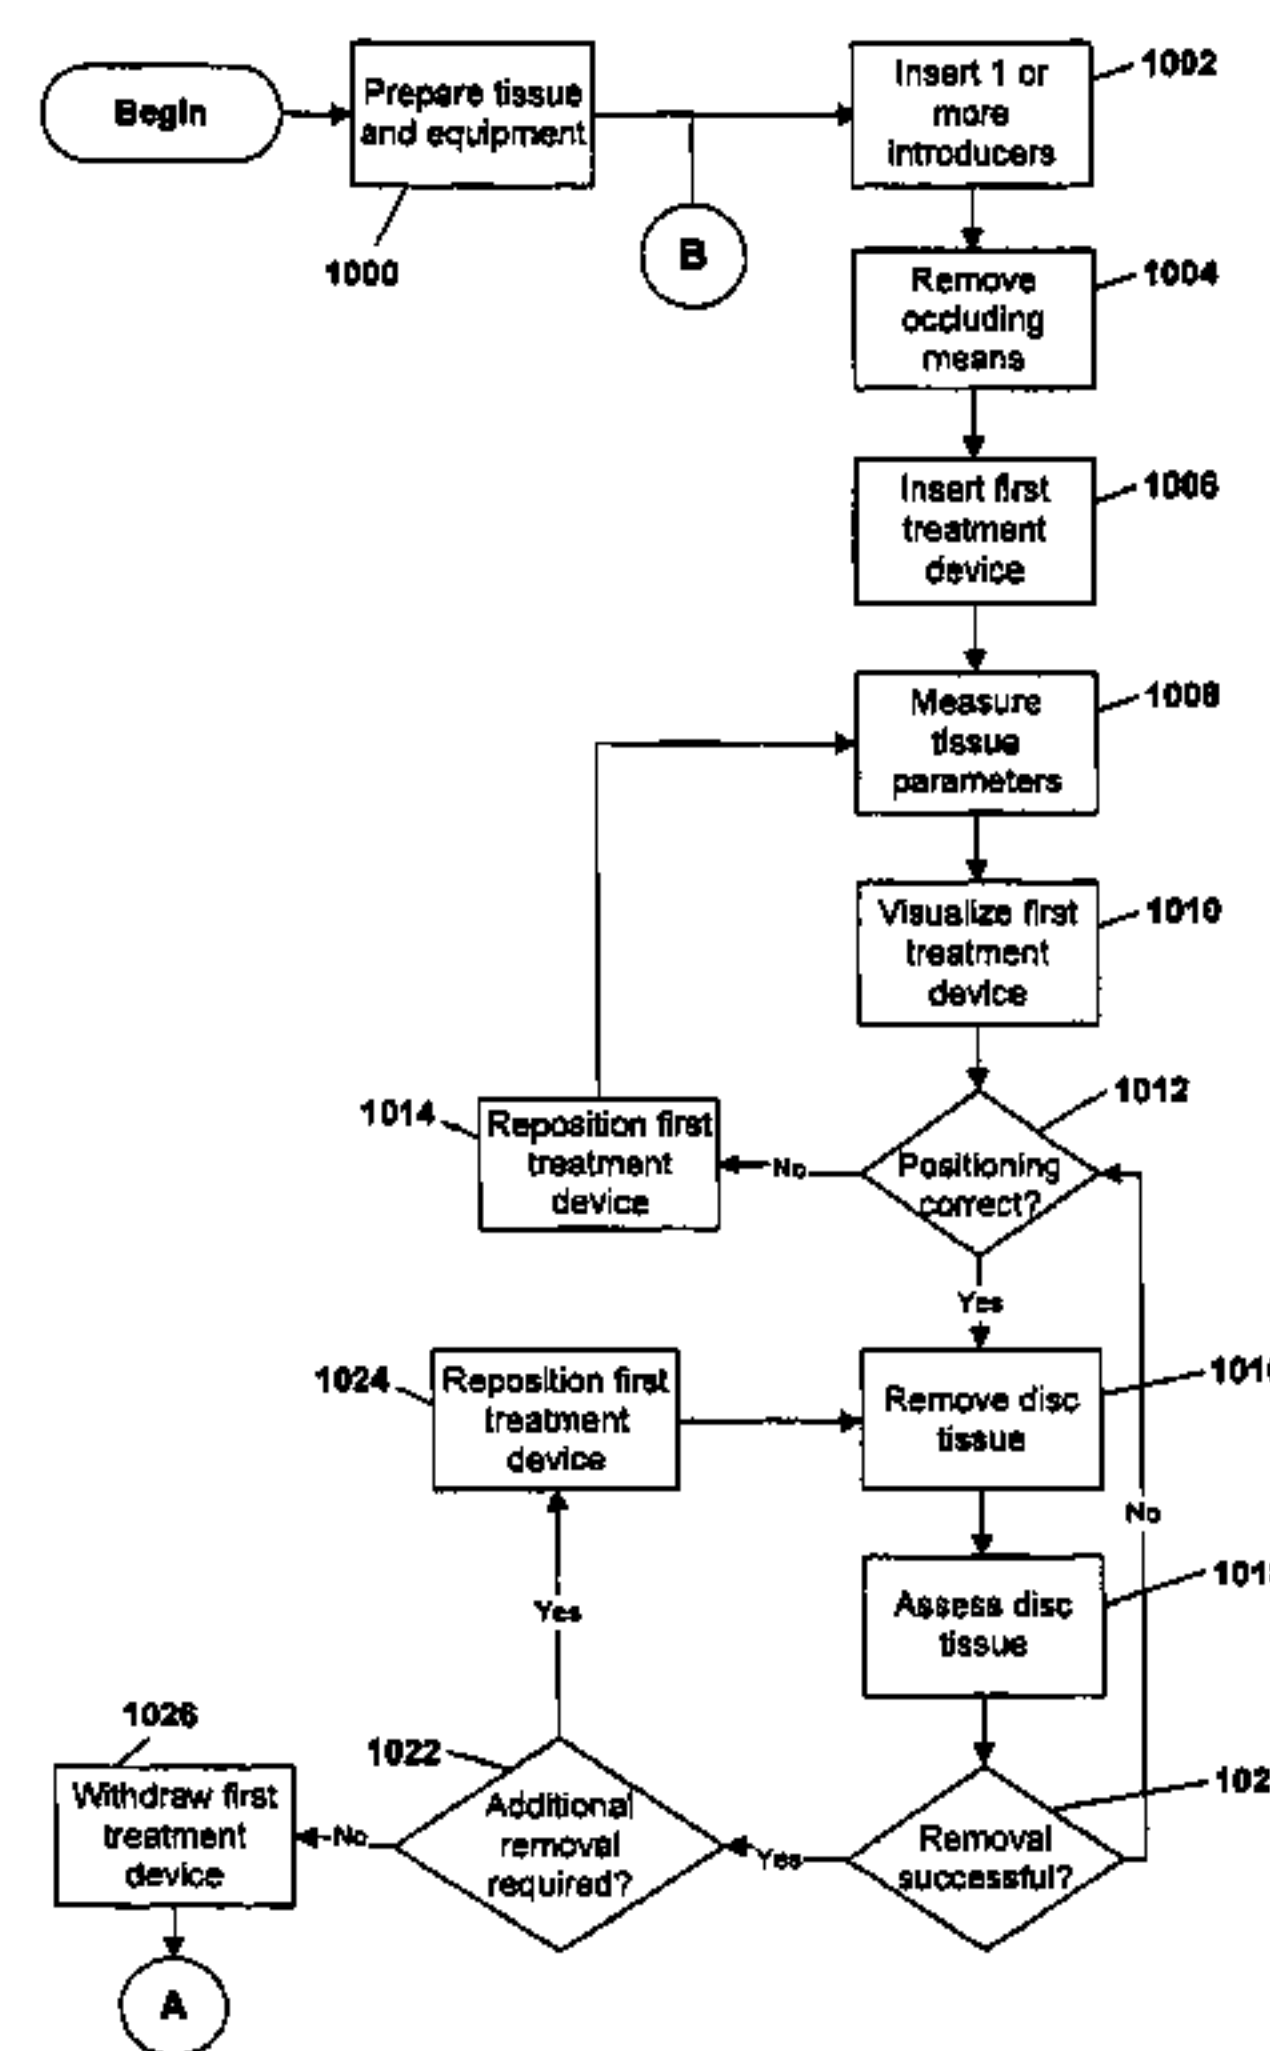 Begin
Prepare tissue
and equipment
1000
B
Insert 1 or
more
introducers
1002
Remove
occluding
means
1004
Insert first
treatment
device
1006
Measure
tissue
parameters
1008
Visualize first
treatment
device
1010
1012
Positioning
correct?
No
1014
Reposition first
treatment
device
Yes
1024
Reposition first
treatment
device
Remove disc
tissue
101
No
Assess disc
tissue
101
Yes
1026
Withdraw first
treatment
device
No
1022
Additional
removal
required?
Yes
Removal
successful?
102
A